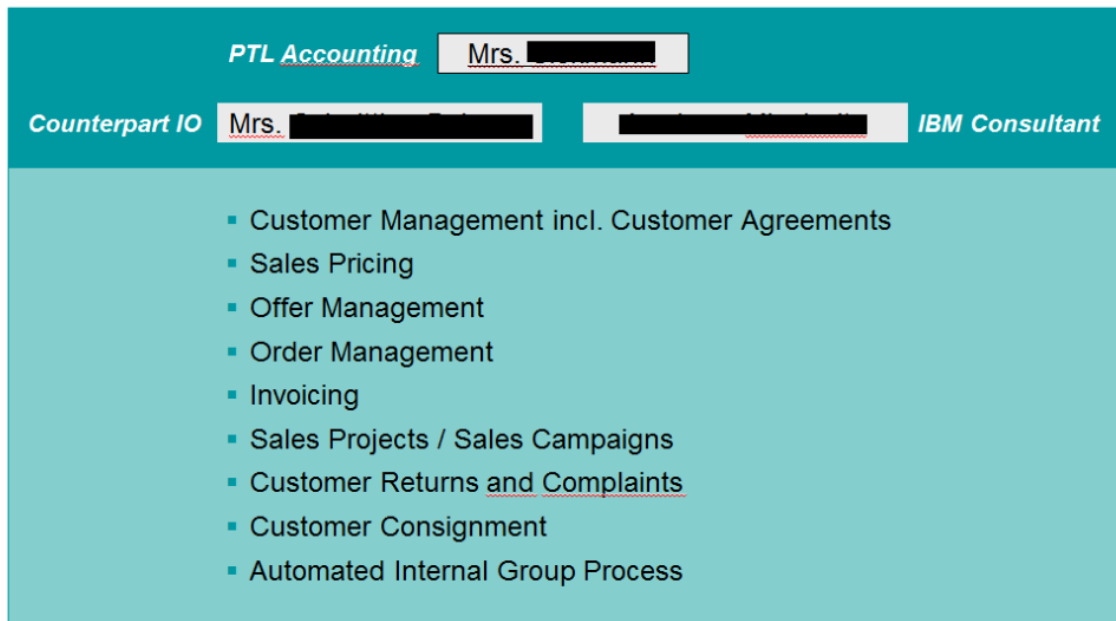 PTL Accounting Mrs.
Counterpart IO Mrs. IBM Consultant
Customer Management incl. Customer Agreements
Sales Pricing
Offer Management
Order Management
Invoicing
Sales Projects / Sales Campaigns
Customer Returns and Complaints
Customer Consignment
Automated Internal Group Process